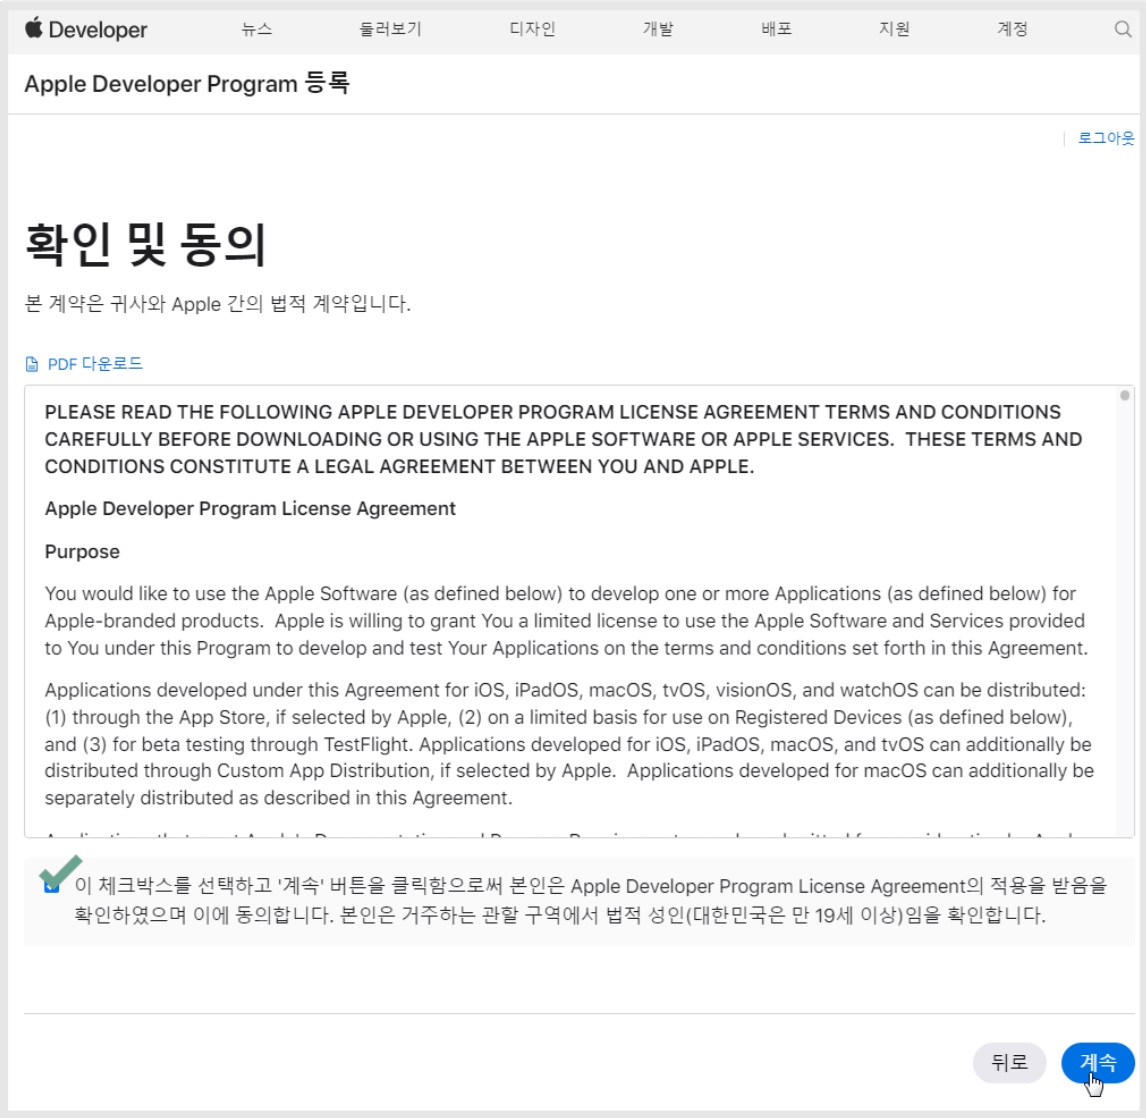 Developer 뉴스 둘러보기 디자인 개발 배포 지원 계정
Apple Developer Program 등록
로그아웃
확인 및 동의
본 계약은 귀사와 Apple 간의 법적 계약입니다.
PDF 다운로드
PLEASE READ THE FOLLOWING APPLE DEVELOPER PROGRAM LICENSE AGREEMENT TERMS AND CONDITIONS
CAREFULLY BEFORE DOWNLOADING OR USING THE APPLE SOFTWARE OR APPLE SERVICES.  THESE TERMS AND
CONDITIONS CONSTITUTE A LEGAL AGREEMENT BETWEEN YOU AND APPLE.
Apple Developer Program License Agreement
Purpose
You would like to use the Apple Software (as defined below) to develop one or more Applications (as defined below) for
Apple-branded products.  Apple is willing to grant You a limited license to use the Apple Software and Services provided
to You under this Program to develop and test Your Applications on the terms and conditions set forth in this Agreement.
Applications developed under this Agreement for iOS, iPadOS, macOS, tvOS, visionOS, and watchOS can be distributed:
(1) through the App Store, if selected by Apple, (2) on a limited basis for use on Registered Devices (as defined below),
and (3) for beta testing through TestFlight. Applications developed for iOS, iPadOS, macOS, and tvOS can additionally be
distributed through Custom App Distribution, if selected by Apple.  Applications developed for macOS can additionally be
separately distributed as described in this Agreement.
이 체크박스를 선택하고 '계속' 버튼을 클릭함으로써 본인은 Apple Developer Program License Agreement의 적용을 받음을
확인하였으며 이에 동의합니다. 본인은 거주하는 관할 구역에서 법적 성인(대한민국은 만 19세 이상)임을 확인합니다.
뒤로 계속